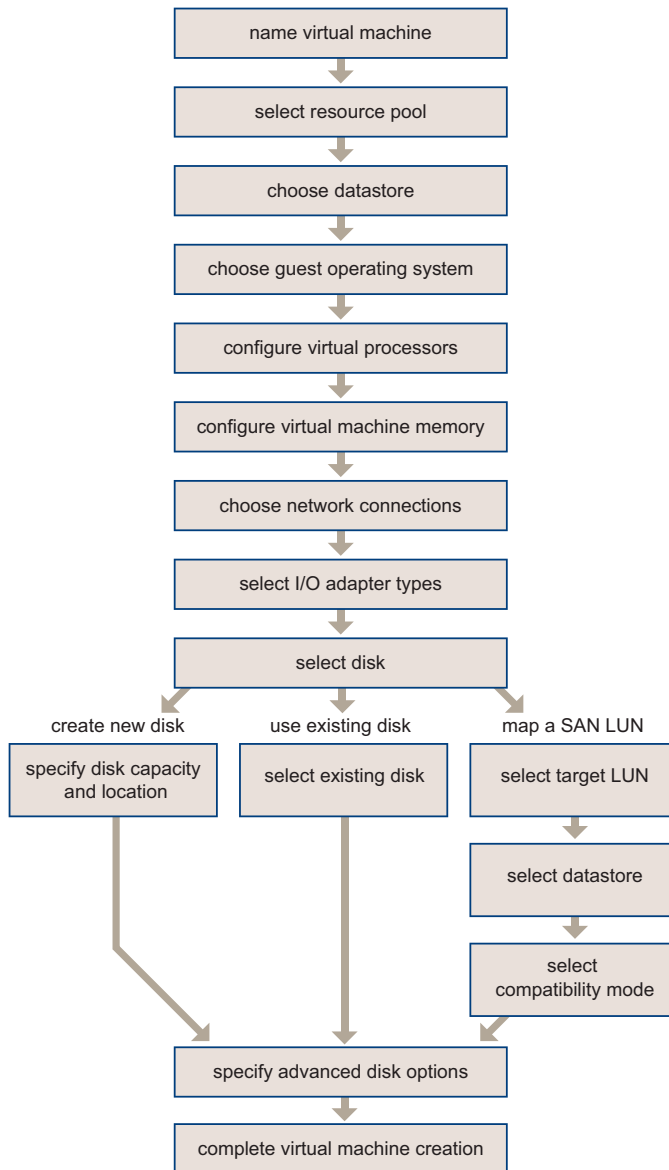 name virtual machine
select resource pool
choose datastore
choose guest operating system
configure virtual processors
configure virtual machine memory
choose network connections
select I/O adapter types
select disk
create new disk
use existing disk
map a SAN LUN
specify disk capacity
and location
select existing disk
select target LUN
select datastore
select
compatibility mode
specify advanced disk options
complete virtual machine creation